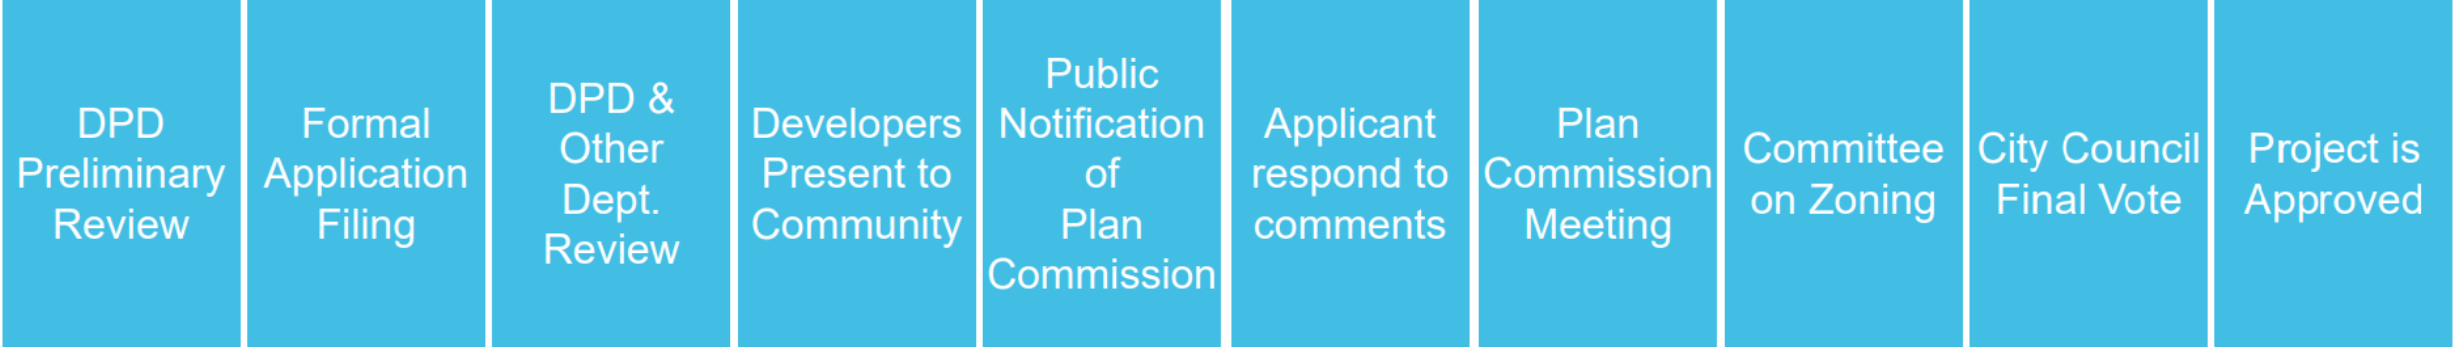 DPD
Preliminary
Review
Formal
Application
Filing
DPD &
Other
Dept.
Review
Developers
Present to
Community
Public
Notification
of
Plan
Commission
Applicant
respond to
comments
Plan
Commission
Meeting
Committee
on Zoning
City Council
Final Vote
Project is
Approved